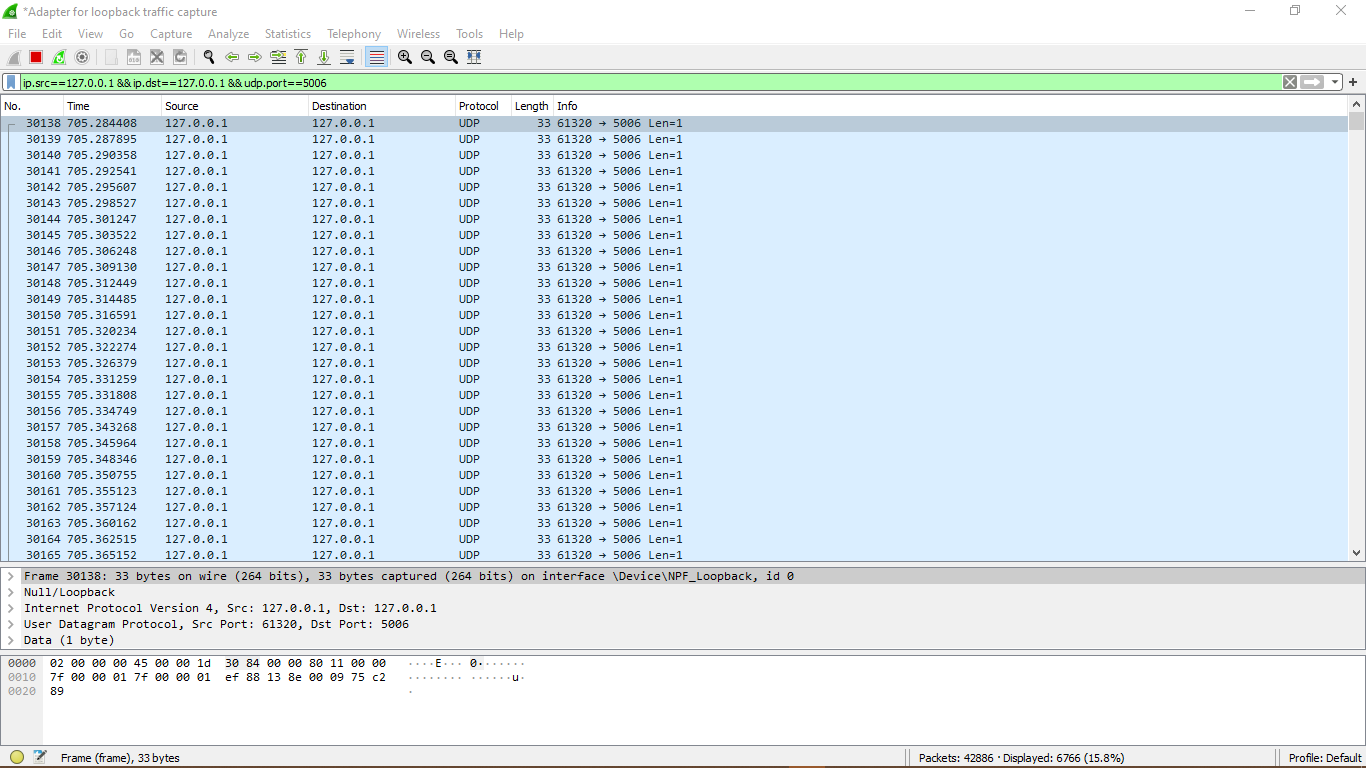 *Adapter for loopback traffic capture
File Edit View Go Capture Analyze Statistics Telephony Wireless Tools Help
ip.src==127.0.0.1 && ip.dst==127.0.0.1 && udp.port==5006
No. Time Source Destination Protocol Length Info
30138 705.284408 127.0.0.1 127.0.0.1 UDP 33 61320 → 5006 Len=1
30139 705.287895 127.0.0.1 127.0.0.1 UDP 33 61320 → 5006 Len=1
30140 705.290358 127.0.0.1 127.0.0.1 UDP 33 61320 → 5006 Len=1
30141 705.292541 127.0.0.1 127.0.0.1 UDP 33 61320 → 5006 Len=1
30142 705.295607 127.0.0.1 127.0.0.1 UDP 33 61320 → 5006 Len=1
30143 705.298527 127.0.0.1 127.0.0.1 UDP 33 61320 → 5006 Len=1
30144 705.301247 127.0.0.1 127.0.0.1 UDP 33 61320 → 5006 Len=1
30145 705.303522 127.0.0.1 127.0.0.1 UDP 33 61320 → 5006 Len=1
30146 705.306248 127.0.0.1 127.0.0.1 UDP 33 61320 → 5006 Len=1
30147 705.309130 127.0.0.1 127.0.0.1 UDP 33 61320 → 5006 Len=1
30148 705.312449 127.0.0.1 127.0.0.1 UDP 33 61320 → 5006 Len=1
30149 705.314485 127.0.0.1 127.0.0.1 UDP 33 61320 → 5006 Len=1
30150 705.316591 127.0.0.1 127.0.0.1 UDP 33 61320 → 5006 Len=1
30151 705.320234 127.0.0.1 127.0.0.1 UDP 33 61320 → 5006 Len=1
30152 705.322274 127.0.0.1 127.0.0.1 UDP 33 61320 → 5006 Len=1
30153 705.326379 127.0.0.1 127.0.0.1 UDP 33 61320 → 5006 Len=1
30154 705.331259 127.0.0.1 127.0.0.1 UDP 33 61320 → 5006 Len=1
30155 705.331808 127.0.0.1 127.0.0.1 UDP 33 61320 → 5006 Len=1
30156 705.334749 127.0.0.1 127.0.0.1 UDP 33 61320 → 5006 Len=1
30157 705.343268 127.0.0.1 127.0.0.1 UDP 33 61320 → 5006 Len=1
30158 705.345964 127.0.0.1 127.0.0.1 UDP 33 61320 → 5006 Len=1
30159 705.348346 127.0.0.1 127.0.0.1 UDP 33 61320 → 5006 Len=1
30160 705.350755 127.0.0.1 127.0.0.1 UDP 33 61320 → 5006 Len=1
30161 705.355123 127.0.0.1 127.0.0.1 UDP 33 61320 → 5006 Len=1
30162 705.357124 127.0.0.1 127.0.0.1 UDP 33 61320 → 5006 Len=1
30163 705.360162 127.0.0.1 127.0.0.1 UDP 33 61320 → 5006 Len=1
30164 705.362515 127.0.0.1 127.0.0.1 UDP 33 61320 → 5006 Len=1
30165 705.365152 127.0.0.1 127.0.0.1 UDP 33 61320 → 5006 Len=1
Frame 30138: 33 bytes on wire (264 bits), 33 bytes captured (264 bits) on interface \Device\NPF_Loopback, id 0
Null/Loopback
Internet Protocol Version 4, Src: 127.0.0.1, Dst: 127.0.0.1
User Datagram Protocol, Src Port: 61320, Dst Port: 5006
Data (1 byte)
0000 02 00 00 00 45 00 00 1d 30 84 00 00 80 11 00 00 ····E··· 0·······
0010 7f 00 00 01 7f 00 00 01 ef 88 13 8e 00 09 75 c2 ········ ······u·
0020 89 ·
Frame (frame), 33 bytes Packets: 42886 · Displayed: 6766 (15.8%) Profile: Default